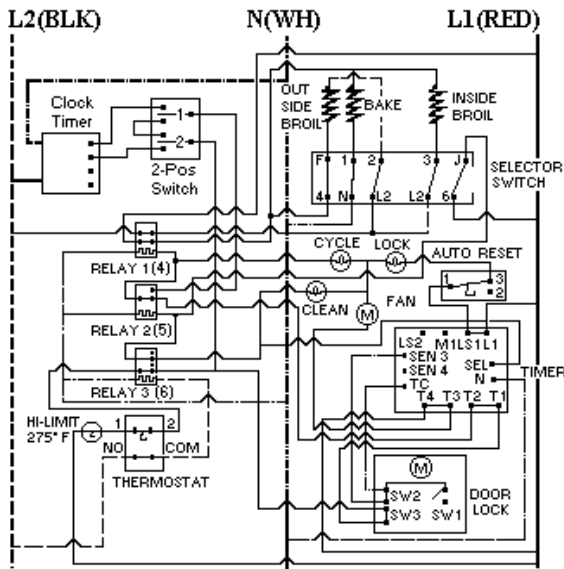 L2(BLK) N(WH) L1(RED)
Clock
Timer
1
2
2-Pos
Switch
OUT
SIDE
BROIL
BAKE
INSIDE
BROIL
F 1 2 3 J
4 N L2 L2 6
SELECTOR
SWITCH
RELAY 1(4)
CYCLE LOCK
AUTO RESET
1 3
2
RELAY 2(5)
CLEAN
FAN
M
RELAY 3 (6)
LS2 M1 LS1 L1
SEN 3
SEN 4
TC
SEL
N
T4 T3 T2 T1
TIMER
HI-LIMIT
275° F
1 2
NO COM
THERMOSTAT
M
SW2
SW3 SW1
DOOR
LOCK